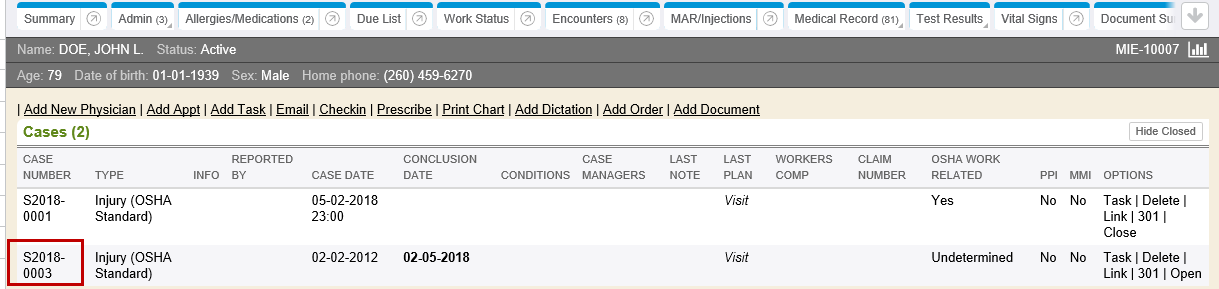 Summary Admin (3) Allergies/Medications (2) Due List Work Status Encounters (8) MAR/Injections Medical Record (81) Test Results Vital Signs Document Su
Name: DOE, JOHN L. Status: Active MIE-10007
Age: 79 Date of birth: 01-01-1939 Sex: Male Home phone: (260) 459-6270
| Add New Physician | Add Appt | Add Task | Email | Checkin | Prescribe | Print Chart | Add Dictation | Add Order | Add Document
Cases (2) Hide Closed
CASE REPORTED CONCLUSION CASE LAST LAST WORKERS CLAIM OSHA WORK
NUMBER TYPE INFO BY CASE DATE DATE CONDITIONS MANAGERS NOTE PLAN COMP NUMBER RELATED PPI MMI OPTIONS
S2018- Injury (OSHA 05-02-2018 Visit Yes No No Task | Delete |
0001 Standard) 23:00 Link | 301 |
Close
S2018- Injury (OSHA 02-02-2012 02-05-2018 Visit Undetermined No No Task | Delete |
0003 Standard) Link | 301 | Open